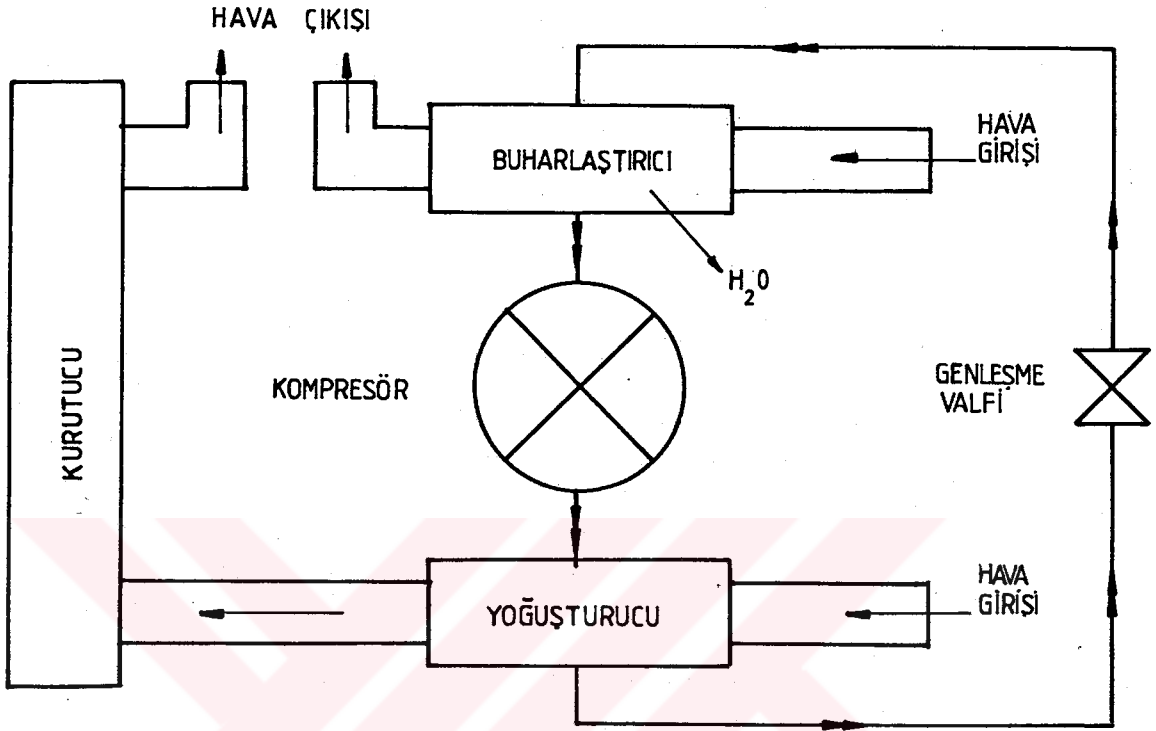 HAVA ÇIKIŞI
BUHARLAŞTIRICI
HAVA
GİRİŞİ
H₂O
KURUTUCU
KOMPRESÖR
GENLEŞME
VALFİ
YOĞUŞTURUCU
HAVA
GİRİŞİ